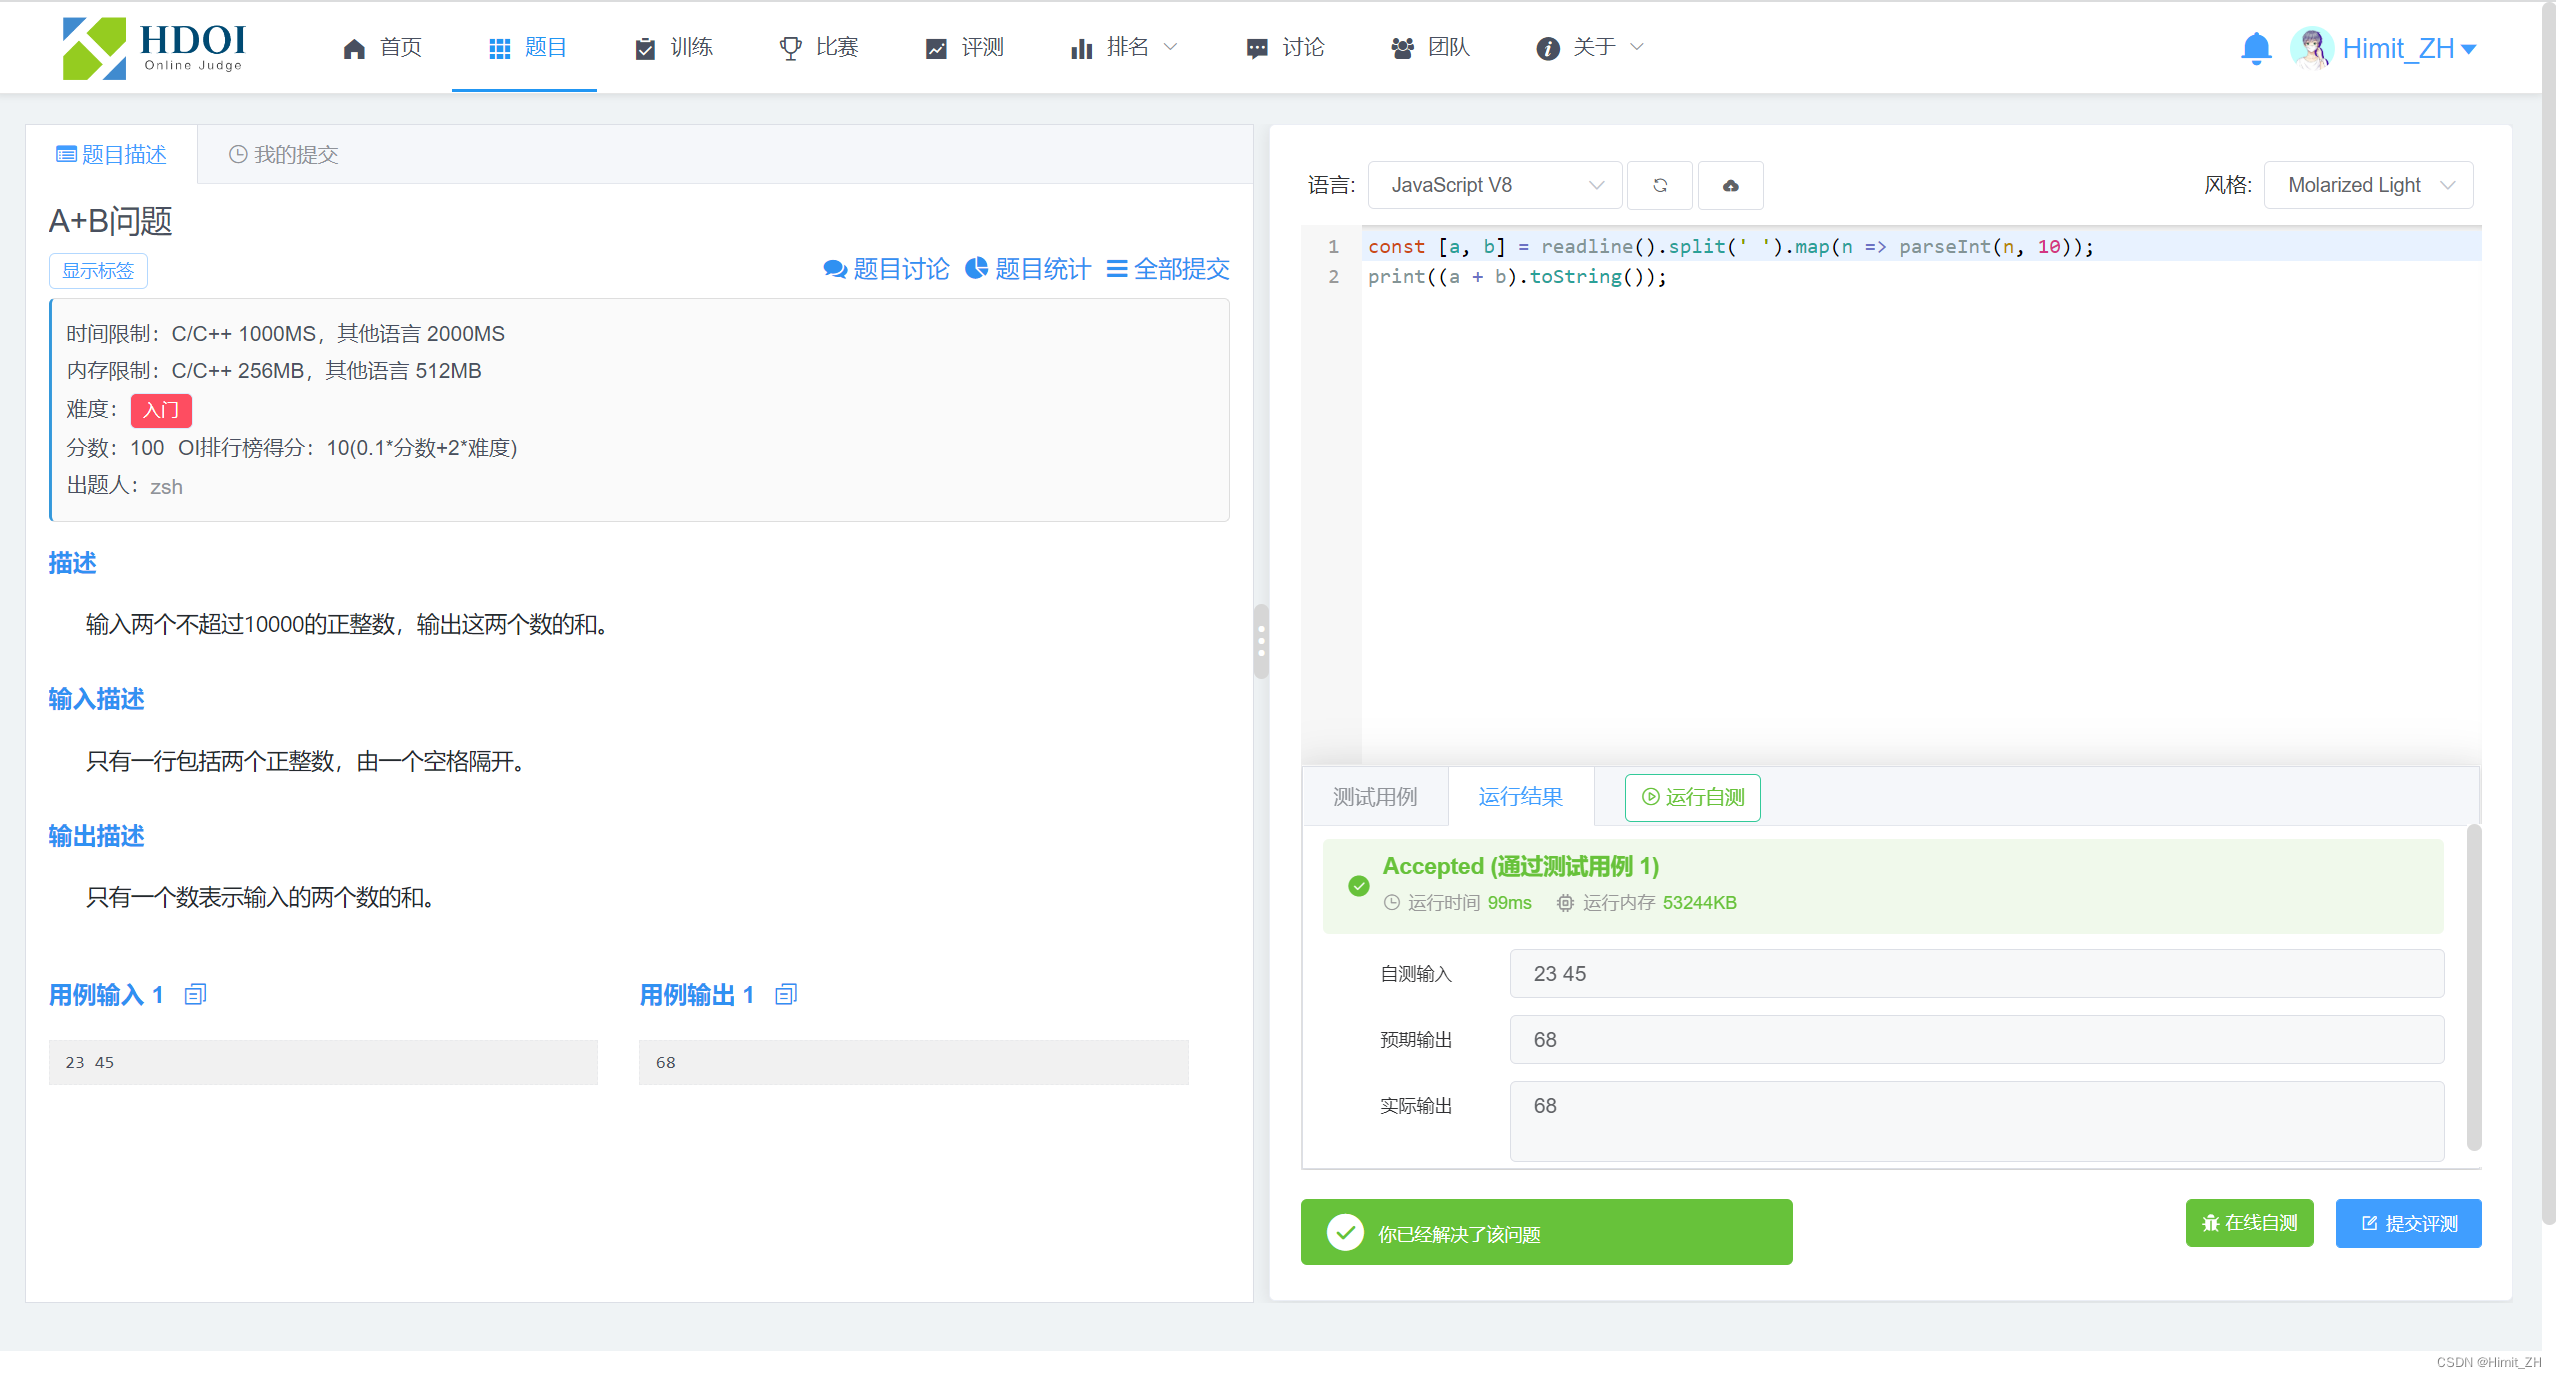 HDOI
Online Judge
首页
题目
训练
比赛
评测
排名
讨论
团队
关于
Himit_ZH
题目描述
我的提交
A+B问题
显示标签
题目讨论 题目统计 全部提交
时间限制：C/C++ 1000MS，其他语言 2000MS
内存限制：C/C++ 256MB，其他语言 512MB
难度： 入门
分数：100 OI排行榜得分：10(0.1*分数+2*难度)
出题人：zsh
描述
输入两个不超过10000的正整数，输出这两个数的和。
输入描述
只有一行包括两个正整数，由一个空格隔开。
输出描述
只有一个数表示输入的两个数的和。
用例输入 1
23 45
用例输出 1
68
语言: JavaScript V8
风格: Molarized Light
1 const [a, b] = readline().split(' ').map(n => parseInt(n, 10));
2 print((a + b).toString());
测试用例
运行结果
运行自测
Accepted (通过测试用例 1)
运行时间 99ms 运行内存 53244KB
自测输入 23 45
预期输出 68
实际输出 68
你已经解决了该问题
在线自测
提交评测
CSDN @Himit_ZH